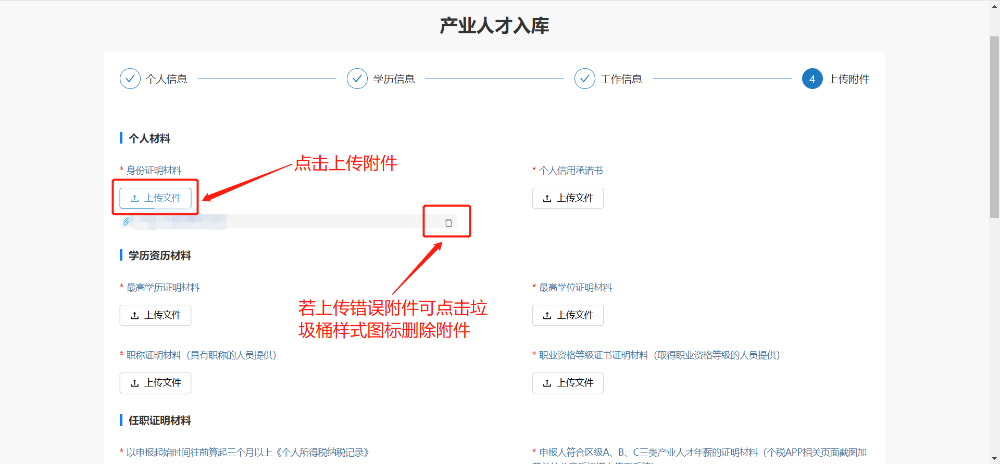 产业人才入库
个人信息
学历信息
工作信息
4 上传附件
个人材料
点击上传附件
* 身份证明材料
* 个人信用承诺书
上传文件
上传文件
学历资历材料
* 最高学历证明材料
* 最高学位证明材料
若上传错误附件可点击垃
圾桶样式图标删除附件
上传文件
上传文件
* 职称证明材料（具有职称的人员提供）
* 职业资格等级证书证明材料（取得职业资格等级的人员提供）
上传文件
上传文件
任职证明材料
* 以申报起始时间往前算起三个月以上《个人所得税纳税记录》
* 申报人符合区级A、B、C三类产业人才年薪的证明材料（个税APP相关页面截图加